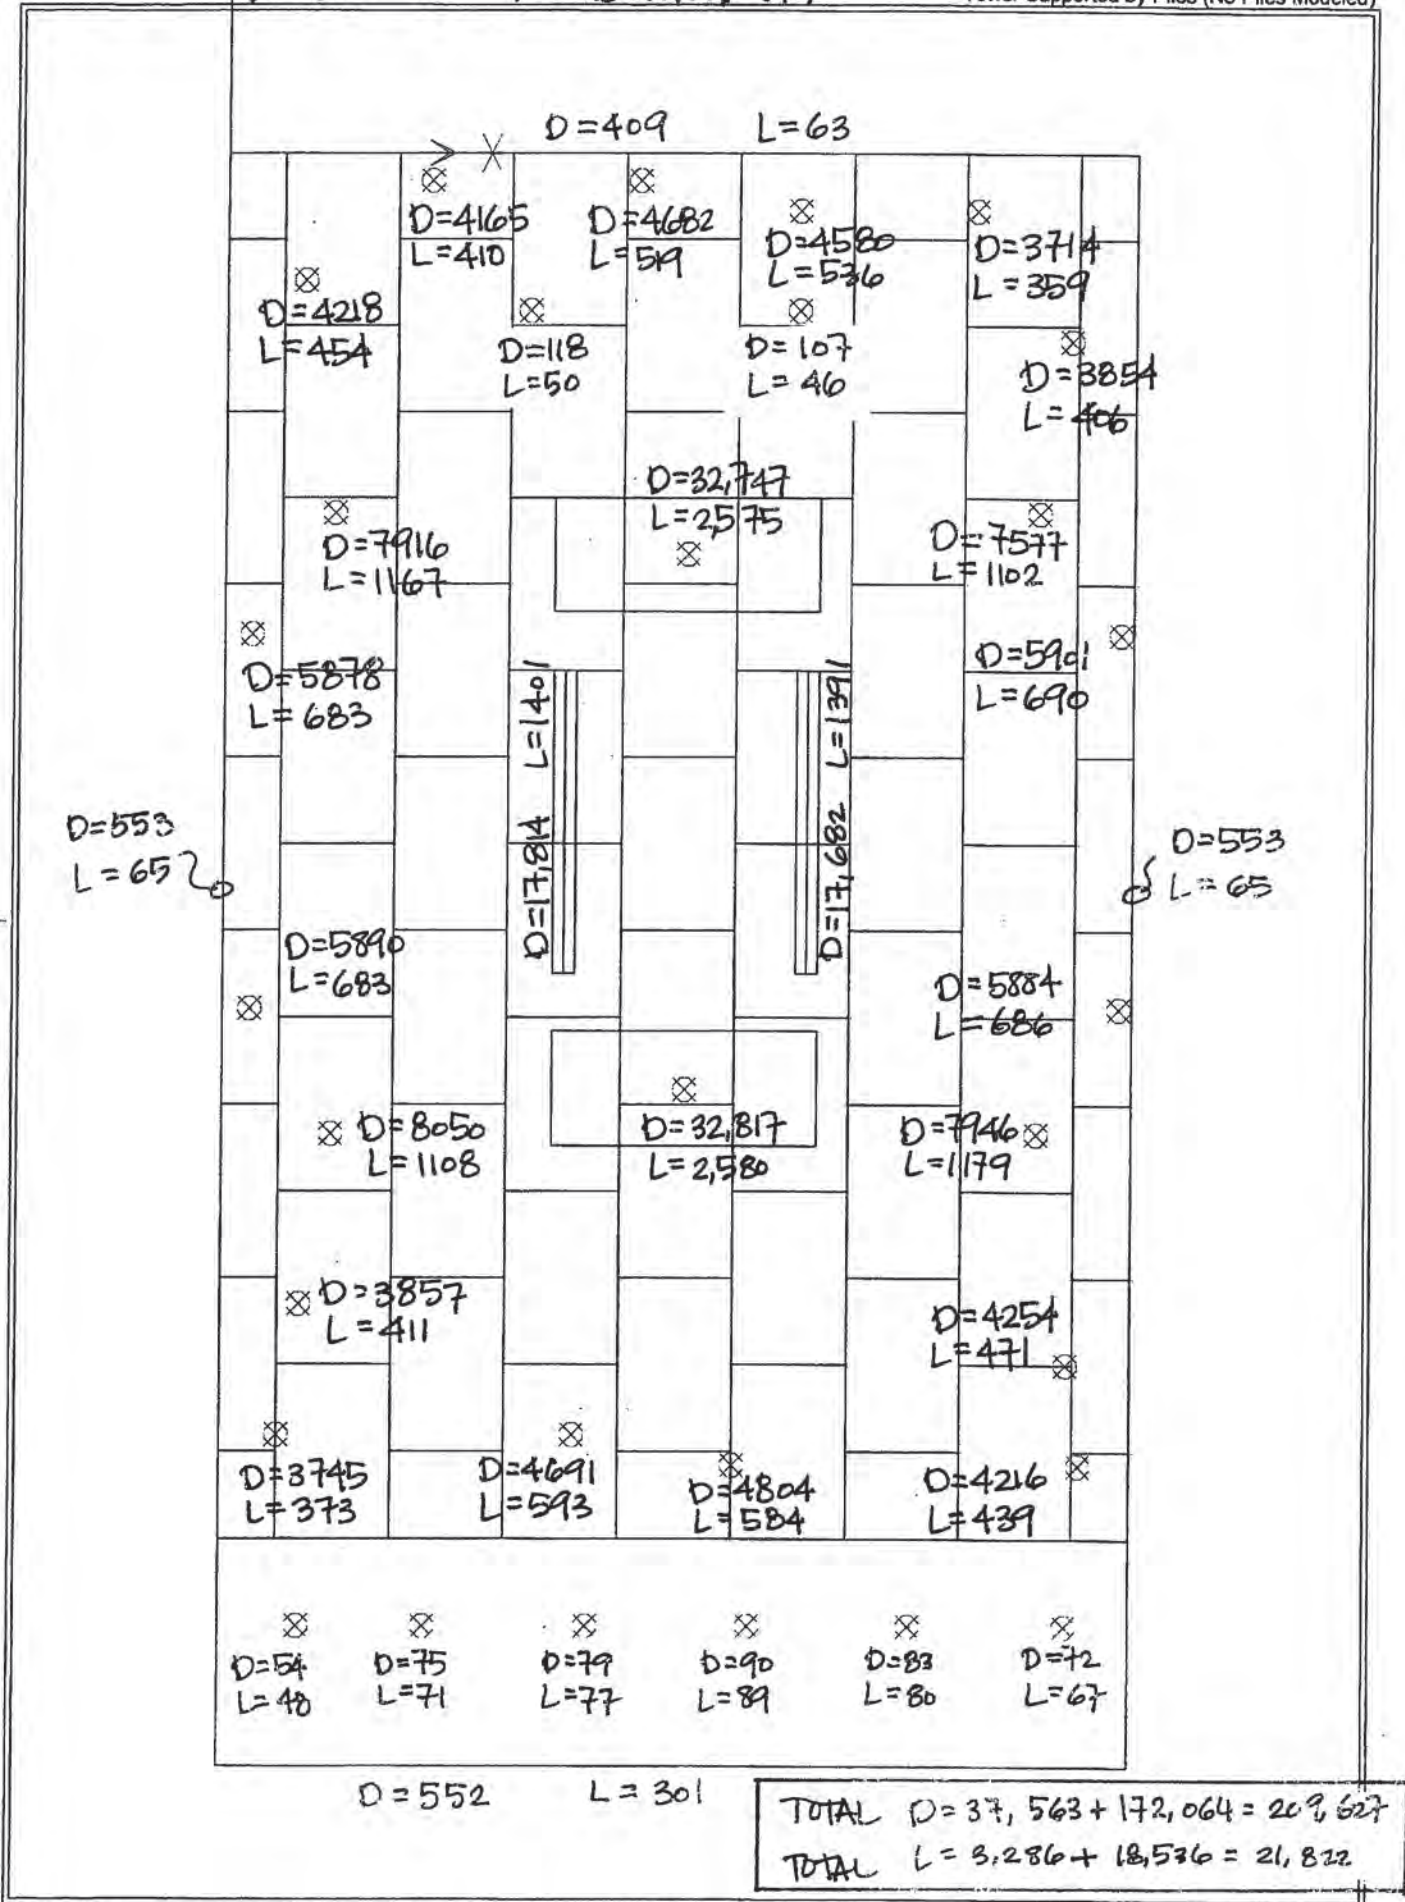 Tower Supported by Piles (No Piles Modeled)
D=409 L=63
X
D=4165
L=410
D=4682
L=519
D=4580
L=536
D=3714
L=359
D=4218
L=454
D=118
L=50
D=107
L=46
D=3854
L=406
D=32,747
L=2,575
D=7916
L=1167
D=7577
L=1102
D=5878
L=683
D=17,814 L=1401
D=17,682 L=1391
D=5901
L=690
D=553
L=65
D=553
L=65
D=5890
L=683
D=5884
L=686
D=8050
L=1108
D=32,817
L=2,580
D=7946
L=1179
D=3857
L=411
D=4254
L=471
D=3745
L=373
D=4691
L=593
D=4804
L=584
D=4216
L=439
D=54
L=48
D=75
L=71
D=79
L=77
D=90
L=89
D=83
L=80
D=72
L=67
D=552 L=301
TOTAL D=37,563+172,064=209,627
TOTAL L=3,286+18,536=21,822